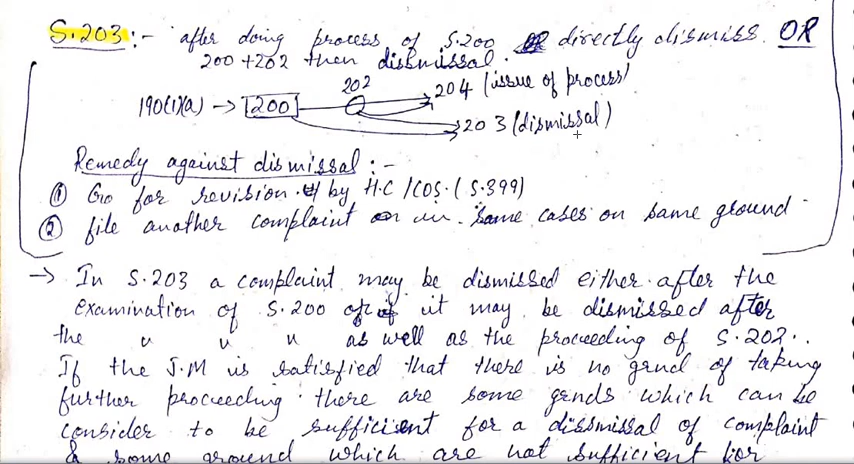 S.203 :- after doing process of S.200 directly dismiss. OR
200 + 202 then dismissal.
202
190(1)(a) → 200 204 (issue of process)
203 (dismissal)
Remedy against dismissal :-
① Go for revision by H.C / COS. (S.399)
② file another complaint in same cases on same ground.
→ In S.203 a complaint may be dismissed either after the
examination of S.200 or it may be dismissed after
the " " " as well as the proceeding of S.202..
If the J.M is satisfied that there is no grnd of taking
further proceeding. there are some grnds which can be
consider to be sufficient for a dissmissal of complaint
& some ground which are not sufficient for